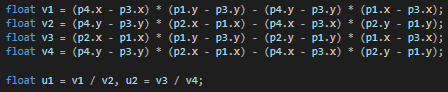 float v1 = (p4.x - p3.x) * (p1.y - p3.y) - (p4.y - p3.y) * (p1.x - p3.x);
float v2 = (p4.y - p3.y) * (p2.x - p1.x) - (p4.x - p3.x) * (p2.y - p1.y);
float v3 = (p2.x - p1.x) * (p1.y - p3.y) - (p2.y - p1.y) * (p1.x - p3.x);
float v4 = (p4.y - p3.y) * (p2.x - p1.x) - (p4.x - p3.x) * (p2.y - p1.y);
float u1 = v1 / v2, u2 = v3 / v4;